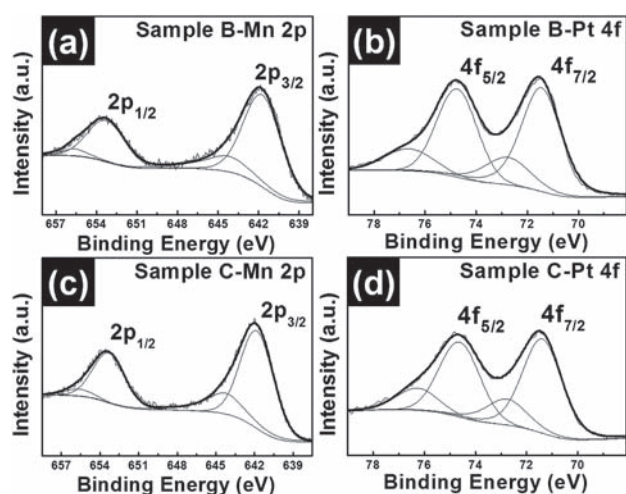 (a)
Sample B-Mn 2p
2p1/2
2p3/2
Intensity (a.u.)
657 654 651 648 645 642 639
Binding Energy (eV)
(b)
Sample B-Pt 4f
4f5/2
4f7/2
Intensity (a.u.)
78 76 74 72 70
Binding Energy (eV)
(c)
Sample C-Mn 2p
2p1/2
2p3/2
Intensity (a.u.)
657 654 651 648 645 642 639
Binding Energy (eV)
(d)
Sample C-Pt 4f
4f5/2
4f7/2
Intensity (a.u.)
78 76 74 72 70
Binding Energy (eV)